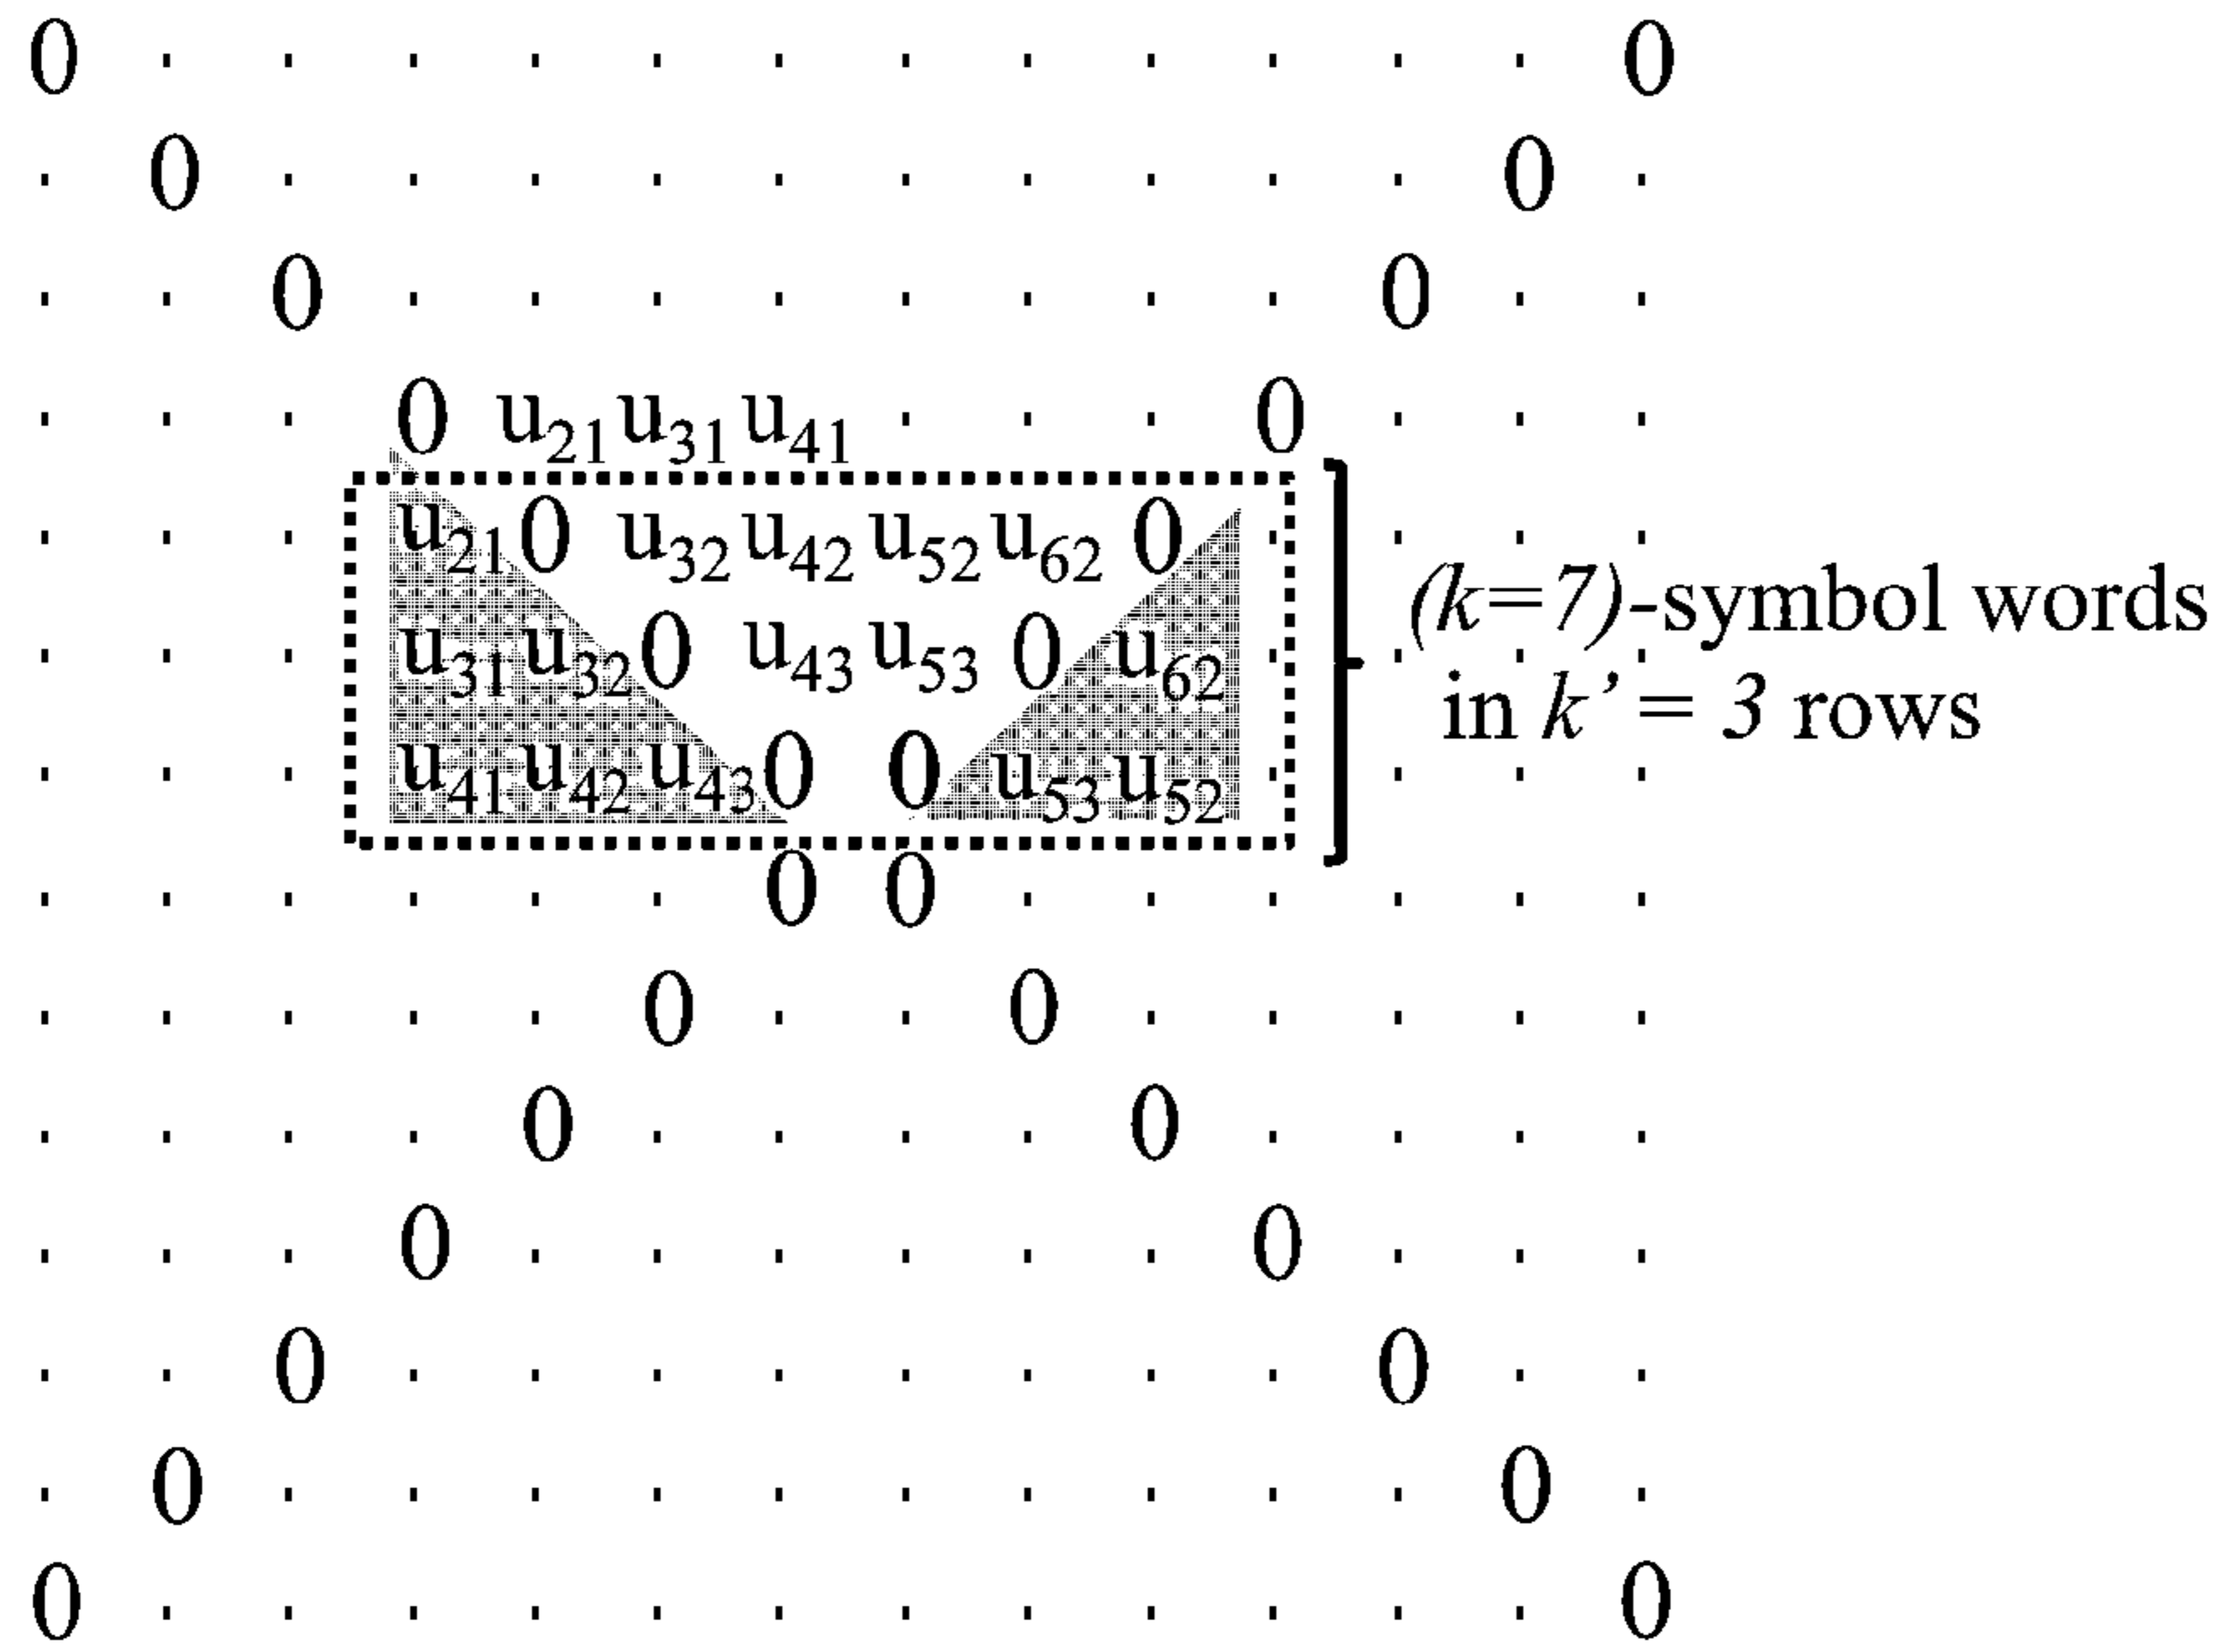 0 . . . . . . . . . . . . 0
. 0 . . . . . . . . . . 0 .
. . 0 . . . . . . . . 0 . .
. . . 0 u21 u31 u41 . . . 0 . . .
. . . u21 0 u32 u42 u52 u62 0 . . . .
. . . u31 u32 0 u43 u53 0 u62 . . . .
. . . u41 u42 u43 0 0 u53 u52 . . . .
(k=7)-symbol words
in k’ = 3 rows
. . . . . . 0 0 . . . . . .
. . . . . 0 . . 0 . . . . .
. . . . 0 . . . . 0 . . . .
. . . 0 . . . . . . 0 . . .
. . 0 . . . . . . . . 0 . .
. 0 . . . . . . . . . . 0 .
0 . . . . . . . . . . . . 0